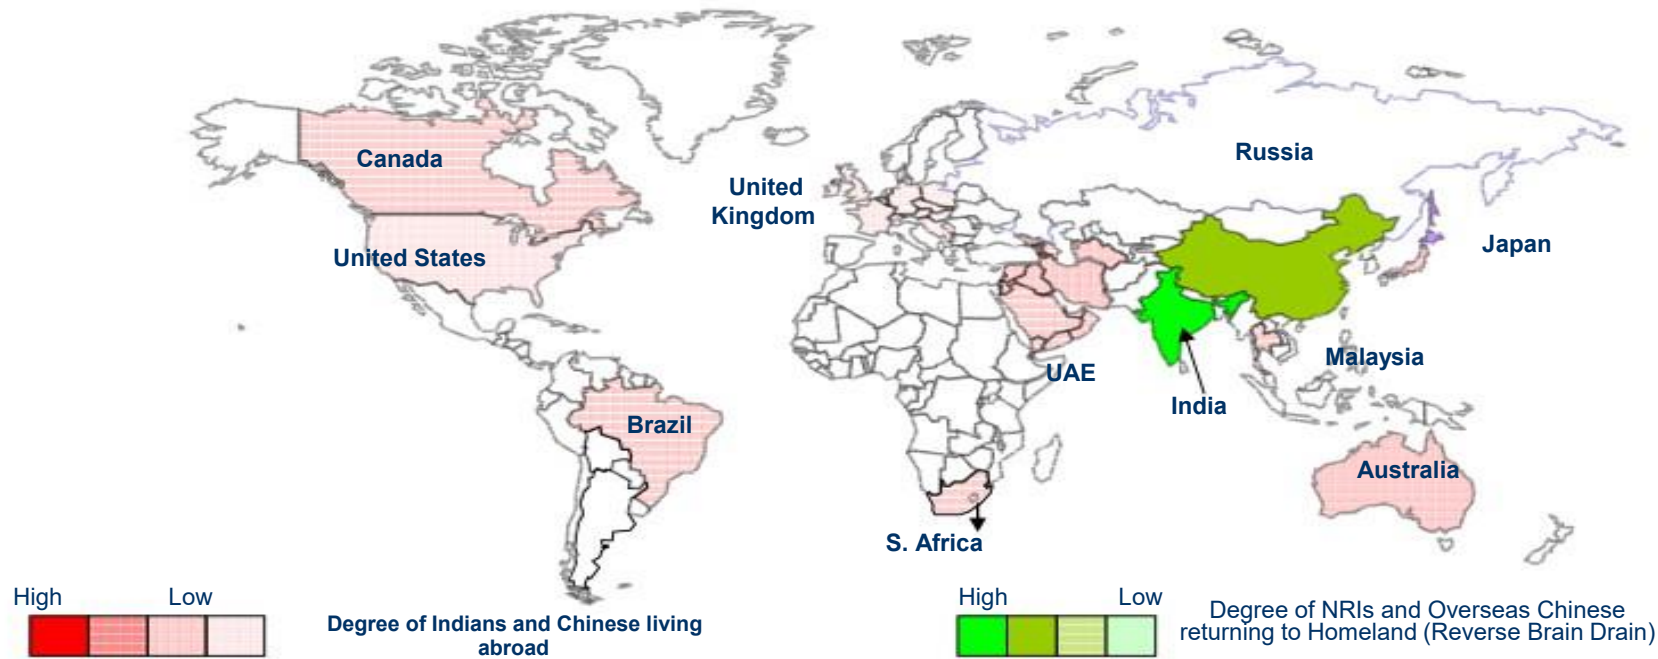 Canada
United States
United
Kingdom
Russia
Japan
Malaysia
UAE
India
Brazil
Australia
S. Africa
High Low
Degree of Indians and Chinese living
abroad
High Low
Degree of NRIs and Overseas Chinese
returning to Homeland (Reverse Brain Drain)